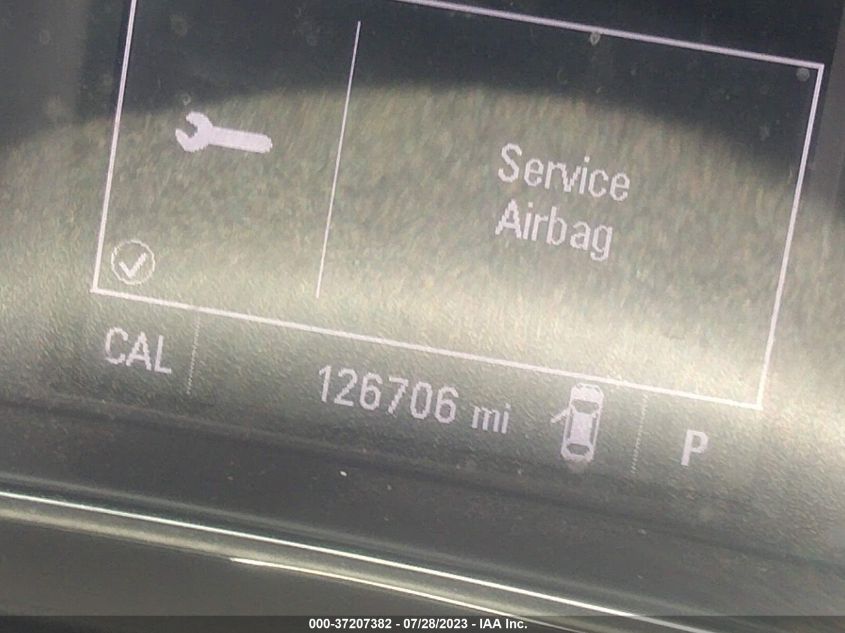 Service
Airbag
CAL 126706 mi P
000-37207382 - 07/28/2023 - IAA Inc.